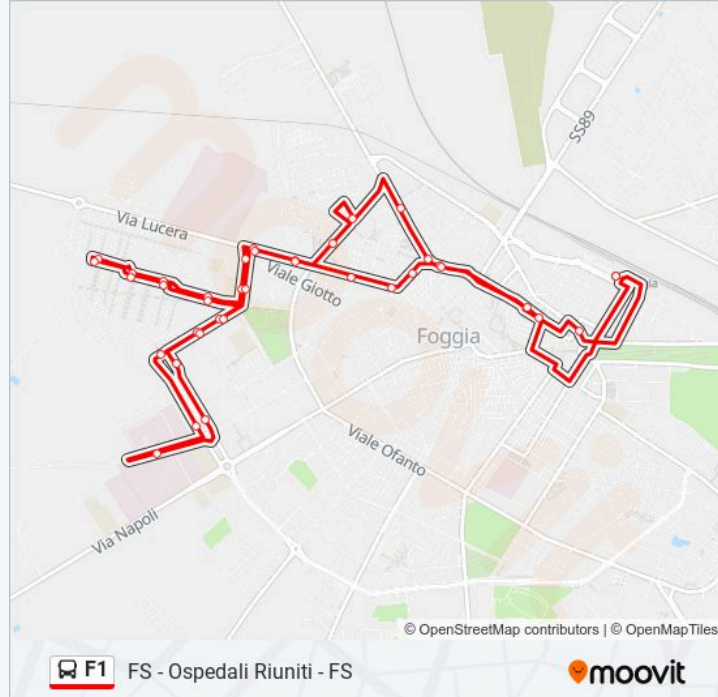 SS89
Via Lucera
Viale Giotto
Foggia
Viale Ofanto
Via Napoli
© OpenStreetMap contributors | © OpenMapTiles
F1 FS - Ospedali Riuniti - FS
moovit